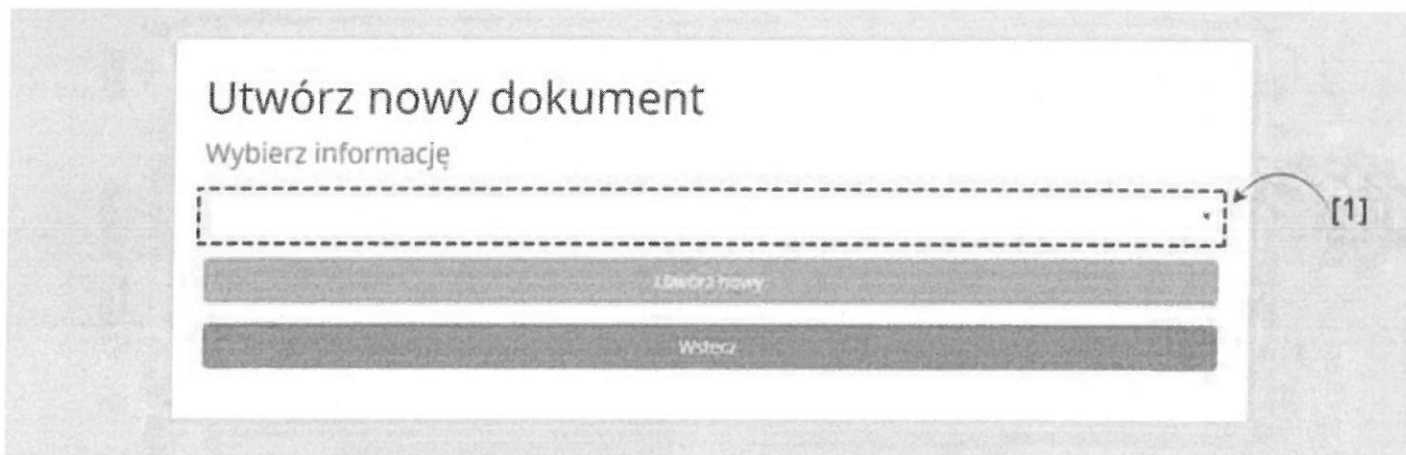 Utwórz nowy dokument
Wybierz informację
[1]
Utwórz nowy
Wstecz